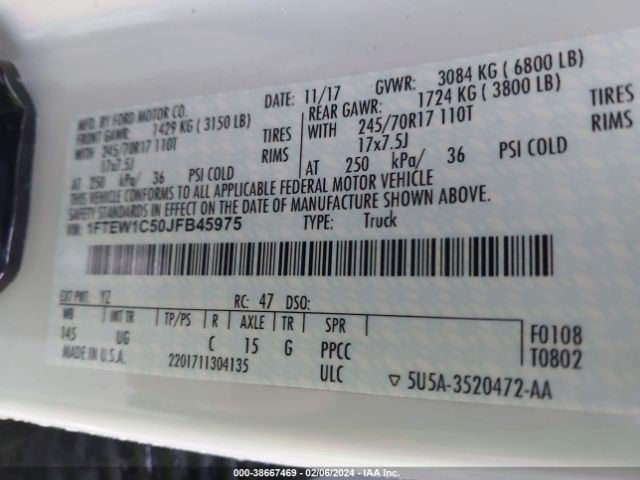 MFD. BY FORD MOTOR CO.
DATE: 11/17 GVWR: 3084 KG ( 6800 LB)
FRONT GAWR: 1429 KG ( 3150 LB) REAR GAWR: 1724 KG ( 3800 LB)
WITH 245/70R17 110T TIRES WITH 245/70R17 110T TIRES
17x7.5J RIMS 17x7.5J RIMS
AT 250 kPa/ 36 PSI COLD AT 250 kPa/ 36 PSI COLD
THIS VEHICLE CONFORMS TO ALL APPLICABLE FEDERAL MOTOR VEHICLE
SAFETY STANDARDS IN EFFECT ON THE DATE OF MANUFACTURE SHOWN ABOVE.
VIN: 1FTEW1C50JFB45975 TYPE: Truck
EXT PNT: YZ RC: 47 DSO:
WB INT TR TP/PS R AXLE TR SPR F0108
145 UG C 15 G PPCC T0802
MADE IN U.S.A. 2201711304135 ULC ▽ 5U5A-3520472-AA
000-38667469 - 02/06/2024 - IAA Inc.